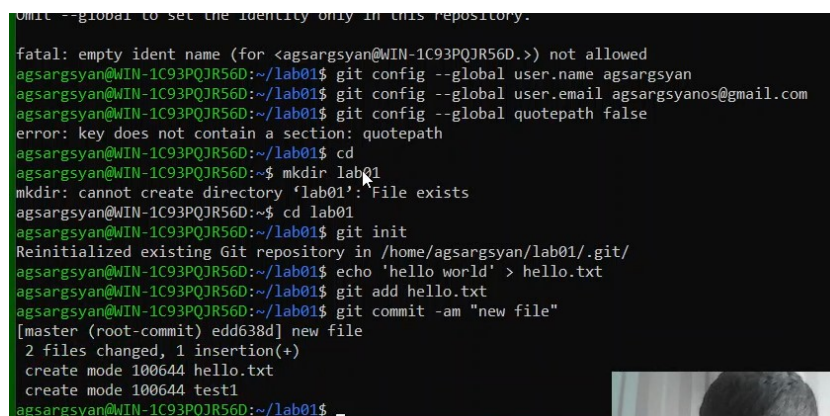 Omit --global to set the identity only in this repository.
fatal: empty ident name (for <agsargsyan@WIN-1C93PQJR56D.>) not allowed
agsargsyan@WIN-1C93PQJR56D:~/lab01$ git config --global user.name agsargsyan
agsargsyan@WIN-1C93PQJR56D:~/lab01$ git config --global user.email agsargsyanos@gmail.com
agsargsyan@WIN-1C93PQJR56D:~/lab01$ git config --global quotepath false
error: key does not contain a section: quotepath
agsargsyan@WIN-1C93PQJR56D:~/lab01$ cd
agsargsyan@WIN-1C93PQJR56D:~$ mkdir lab01
mkdir: cannot create directory ‘lab01’: File exists
agsargsyan@WIN-1C93PQJR56D:~$ cd lab01
agsargsyan@WIN-1C93PQJR56D:~/lab01$ git init
Reinitialized existing Git repository in /home/agsargsyan/lab01/.git/
agsargsyan@WIN-1C93PQJR56D:~/lab01$ echo 'hello world' > hello.txt
agsargsyan@WIN-1C93PQJR56D:~/lab01$ git add hello.txt
agsargsyan@WIN-1C93PQJR56D:~/lab01$ git commit -am "new file"
[master (root-commit) edd638d] new file
2 files changed, 1 insertion(+)
create mode 100644 hello.txt
create mode 100644 test1
agsargsyan@WIN-1C93PQJR56D:~/lab01$